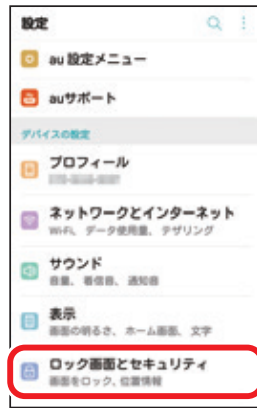 設定
au 設定メニュー
auサポート
デバイスの設定
プロフィール
ネットワークとインターネット
Wi-Fi、データ使用量、テザリング
サウンド
音量、着信音、通知音
表示
画面の明るさ、ホーム画面、文字
ロック画面とセキュリティ
画面をロック、位置情報